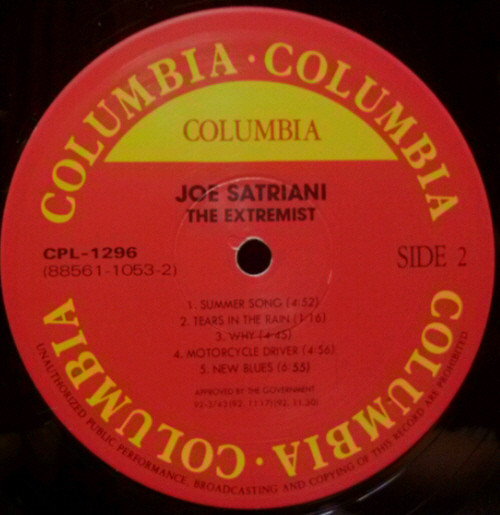 COLUMBIA · COLUMBIA
COLUMBIA
JOE SATRIANI
THE EXTREMIST
CPL-1296
(88561-1053-2)
SIDE 2
1. SUMMER SONG (4:52)
2. TEARS IN THE RAIN (1:16)
3. WHY (4:45)
4. MOTORCYCLE DRIVER (4:56)
5. NEW BLUES (6:55)
APPROVED BY THE GOVERNMENT
(92. 11.30)
COLUMBIA · COLUMBIA
UNAUTHORIZED PUBLIC PERFORMANCE, BROADCASTING AND COPYING OF THIS RECORD ARE PROHIBITED